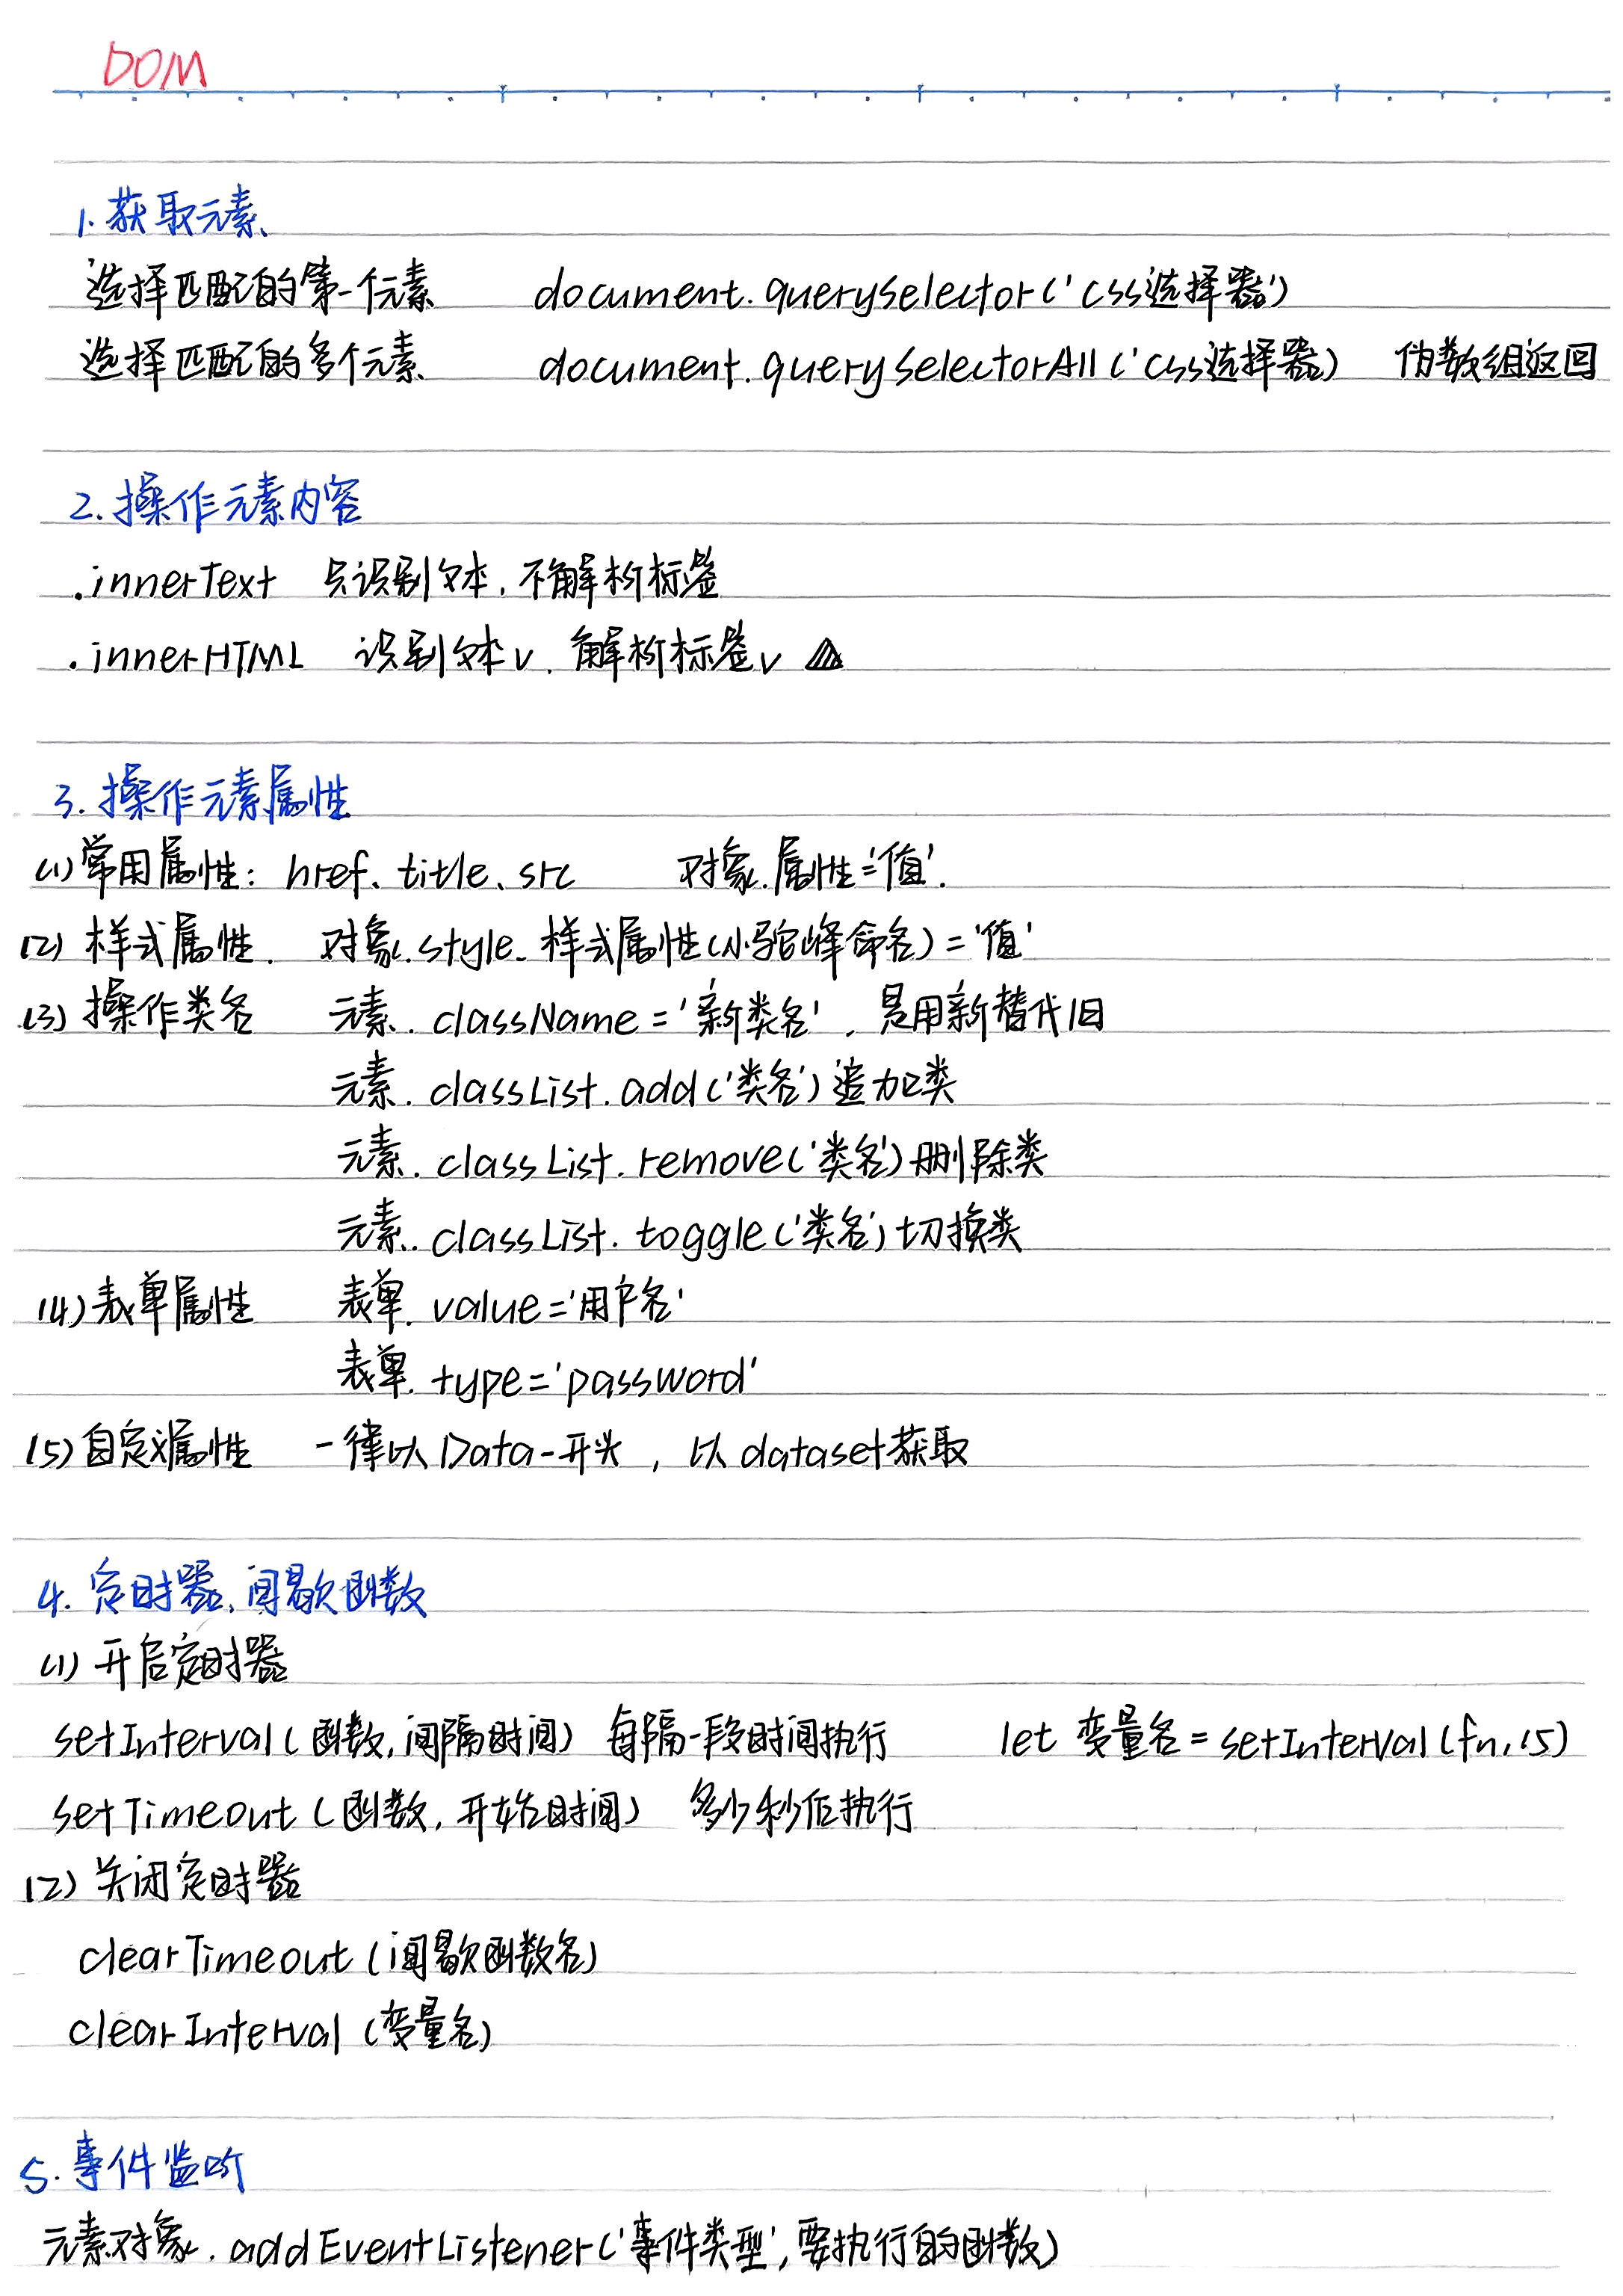 DOM
1.获取元素
选择匹配的第一个元素 document.querySelector('css选择器')
选择匹配的多个元素 document.querySelectorAll('css选择器) 伪数组返回
2.操作元素内容
.innerText 只识别文本,不解析标签
.innerHTML 识别文本√.解析标签√
3.操作元素属性
(1)常用属性: href、title、src 对象.属性='值'.
(2)样式属性. 对象.style.样式属性(小驼峰命名)='值'
(3)操作类名 元素.className='新类名',是用新替代旧
元素.classList.add('类名')追加类
元素.classList.remove('类名')删除类
元素.classList.toggle('类名')切换类
(4)表单属性 表单.value='用户名'
表单.type='password'
(5)自定义属性 一律以Data-开头,以dataset获取
4.定时器、间歇函数
(1)开启定时器
setInterval(函数,间隔时间) 每隔一段时间执行 let 变量名=setInterval(fn,15)
setTimeout(函数,开始时间) 多少秒后执行
(2)关闭定时器
clearTimeout(间歇函数名)
clearInterval(变量名)
5.事件监听
元素对象.addEventListener('事件类型',要执行的函数)